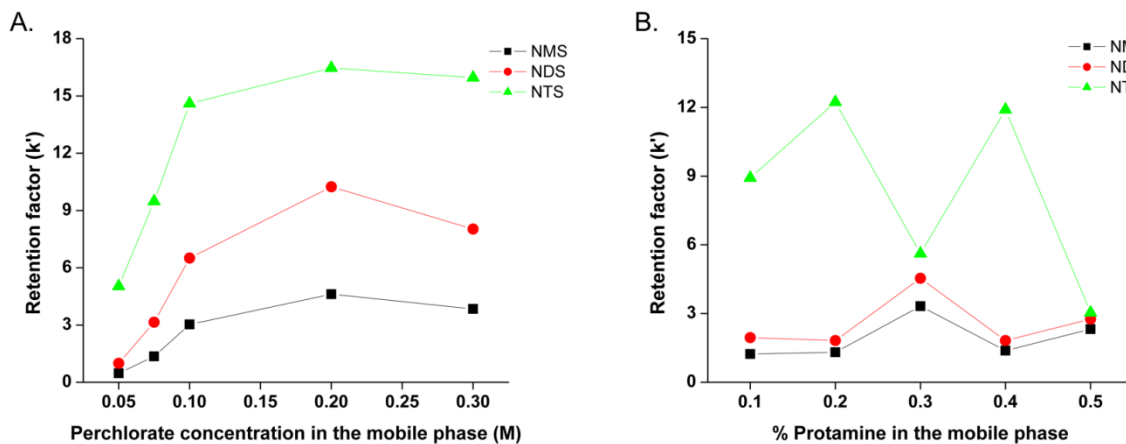 A.
18
15
12
9
6
3
0
Retention factor (k')
0.05
0.10
0.15
0.20
0.25
0.30
Perchlorate concentration in the mobile phase (M)
NMS
NDS
NTS
B.
15
12
9
6
3
0
Retention factor (k')
0.1
0.2
0.3
0.4
0.5
% Protamine in the mobile phase